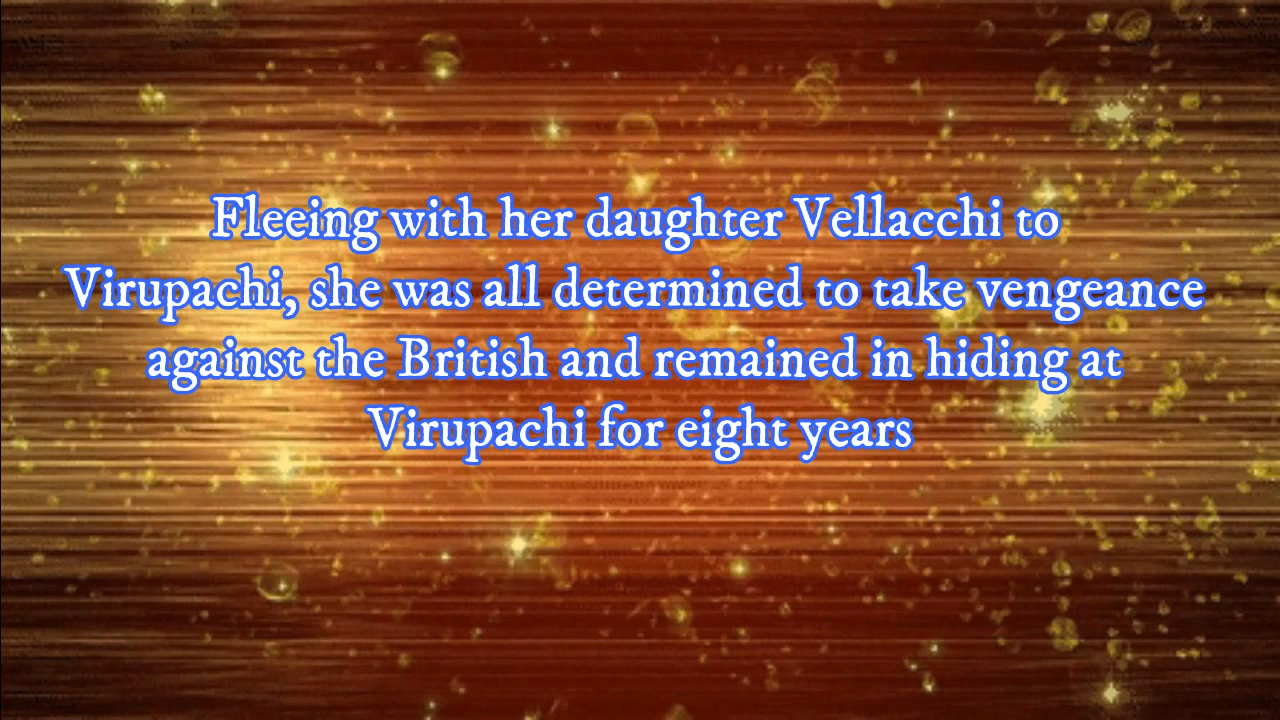 Fleeing with her daughter Vellacchi to
Virupachi, she was all determined to take vengeance
against the British and remained in hiding at
Virupachi for eight years